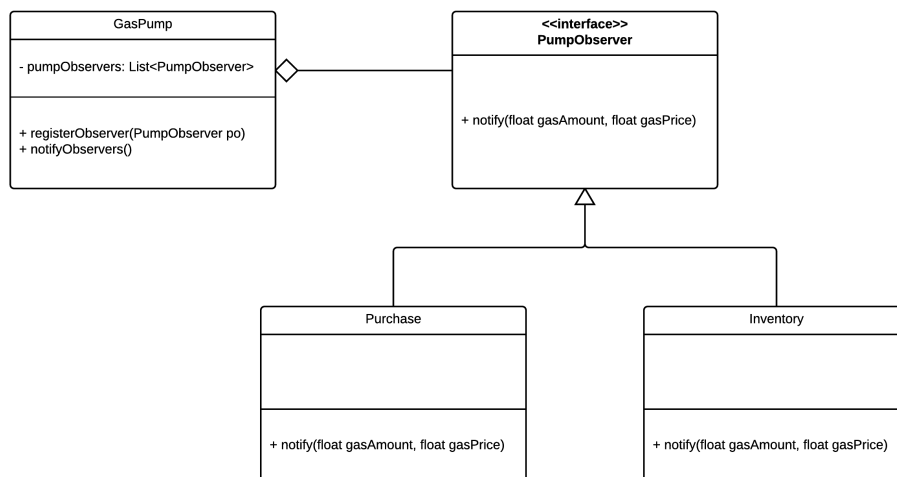 GasPump
- pumpObservers: List<PumpObserver>
+ registerObserver(PumpObserver po)
+ notifyObservers()
<<interface>>
PumpObserver
+ notify(float gasAmount, float gasPrice)
Purchase
+ notify(float gasAmount, float gasPrice)
Inventory
+ notify(float gasAmount, float gasPrice)